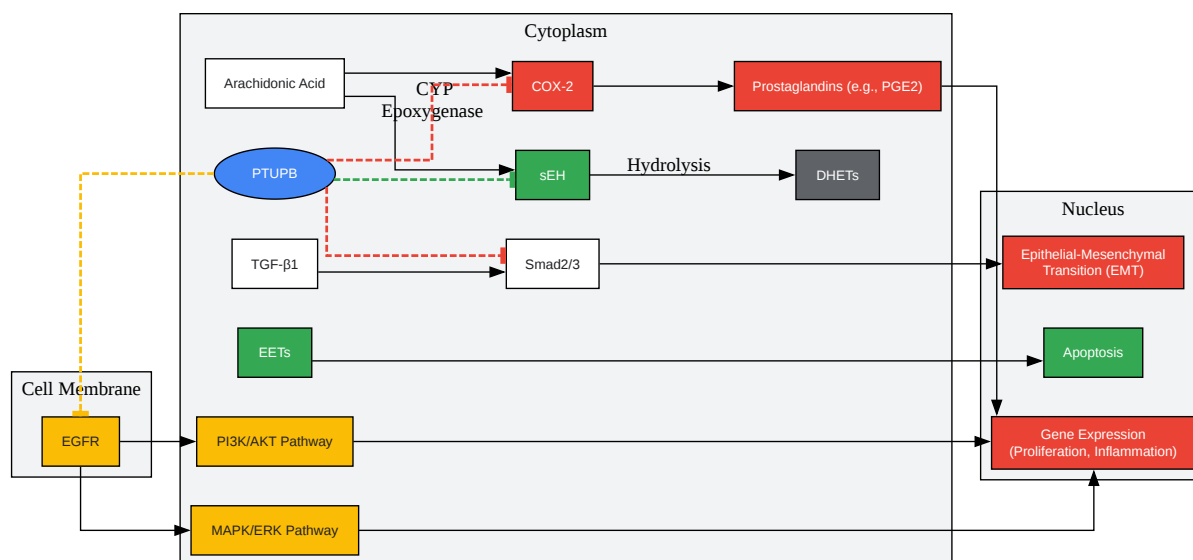 Cytoplasm
Arachidonic Acid
CYP
Epoxygenase
COX-2
Prostaglandins (e.g., PGE2)
PTUPB
sEH
Hydrolysis
DHETs
Nucleus
TGF-β1
Smad2/3
Epithelial-Mesenchymal
Transition (EMT)
EETs
Apoptosis
Cell Membrane
EGFR
PI3K/AKT Pathway
Gene Expression
(Proliferation, Inflammation)
MAPK/ERK Pathway